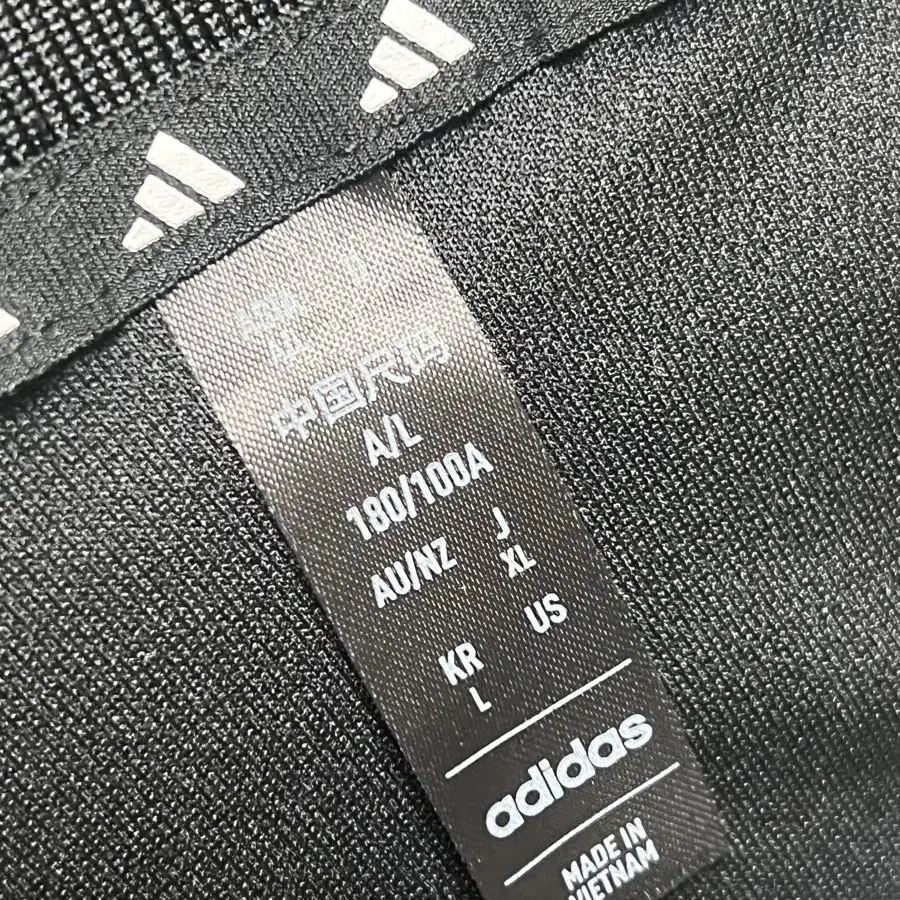 中国尺码
A/L
180/100A
AU/NZ J
XL
KR US
L
adidas
MADE IN
VIETNAM